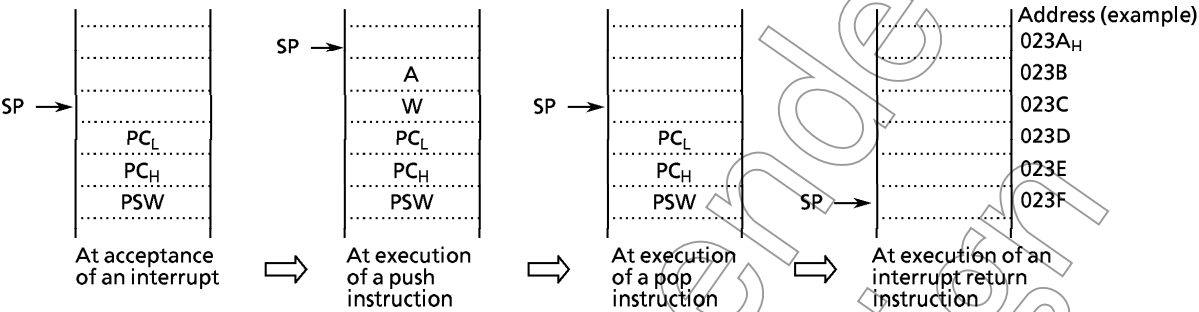 Address (example)
SP
023AH
A
023B
SP
W
SP
023C
PCL
PCL
PCL
023D
PCH
PCH
PCH
023E
PSW
PSW
PSW
SP
023F
At acceptance
of an interrupt
At execution
of a push
instruction
At execution
of a pop
instruction
At execution of an
interrupt return
instruction